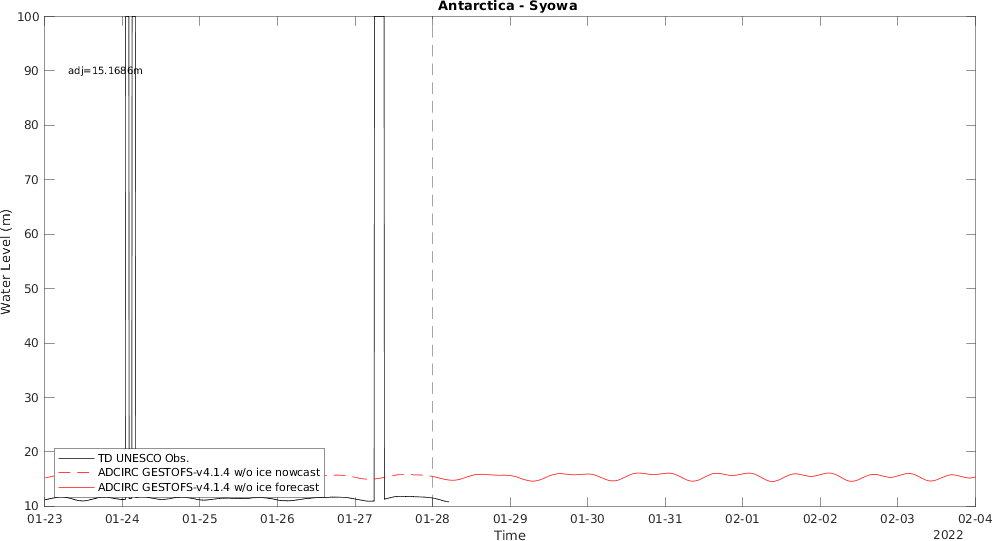 Antarctica - Syowa
100
90
80
70
60
50
40
30
20
10
Water Level (m)
adj=15.1686m
TD UNESCO Obs.
ADCIRC GESTOFS-v4.1.4 w/o ice nowcast
ADCIRC GESTOFS-v4.1.4 w/o ice forecast
01-23 01-24 01-25 01-26 01-27 01-28 01-29 01-30 01-31 02-01 02-02 02-03 02-04
Time
2022